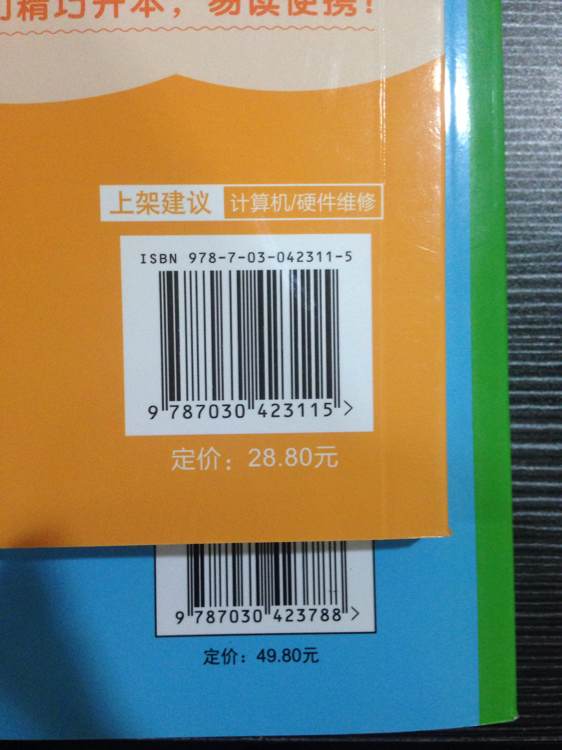 精巧开本，易读便携！
上架建议 计算机/硬件维修
ISBN 978-7-03-042311-5
9 787030 423115 >
定价：28.80元
9 787030 423788 >
定价：49.80元